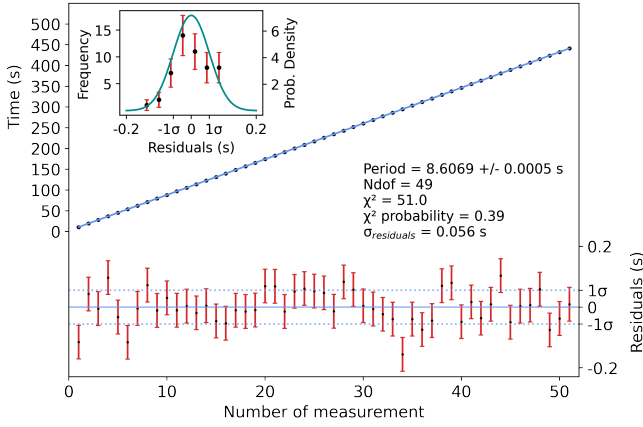 500
450
400
350
300
250
200
150
100
50
0
Time (s)
15
10
5
Frequency
6
4
2
Prob. Density
-0.2 1σ 0 1σ 0.2
Residuals (s)
Period = 8.6069 +/- 0.0005 s
Ndof = 49
χ² = 51.0
χ² probability = 0.39
σresiduals = 0.056 s
0.2
1σ
0
-1σ
-0.2
Residuals (s)
0 10 20 30 40 50
Number of measurement